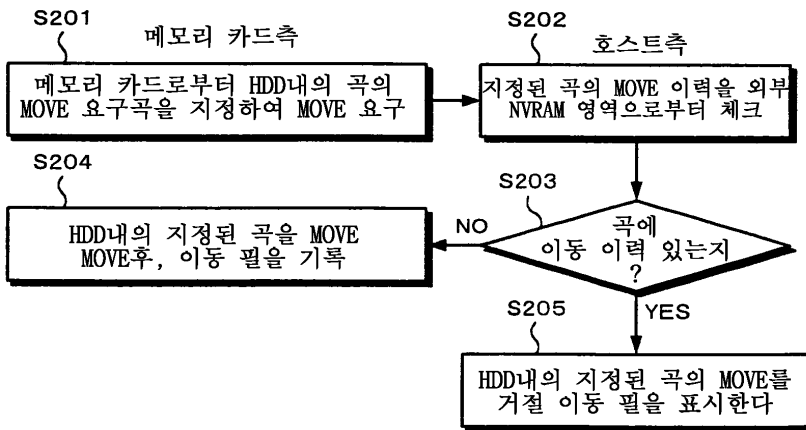 S201
메모리 카드측
메모리 카드로부터 HDD내의 곡의
MOVE 요구곡을 지정하여 MOVE 요구
S202
호스트측
지정된 곡의 MOVE 이력을 외부
NVRAM 영역으로부터 체크
S203
곡에
이동 이력 있는지
?
NO
YES
S204
HDD내의 지정된 곡을 MOVE
MOVE후, 이동 필을 기록
S205
HDD내의 지정된 곡의 MOVE를
거절 이동 필을 표시한다